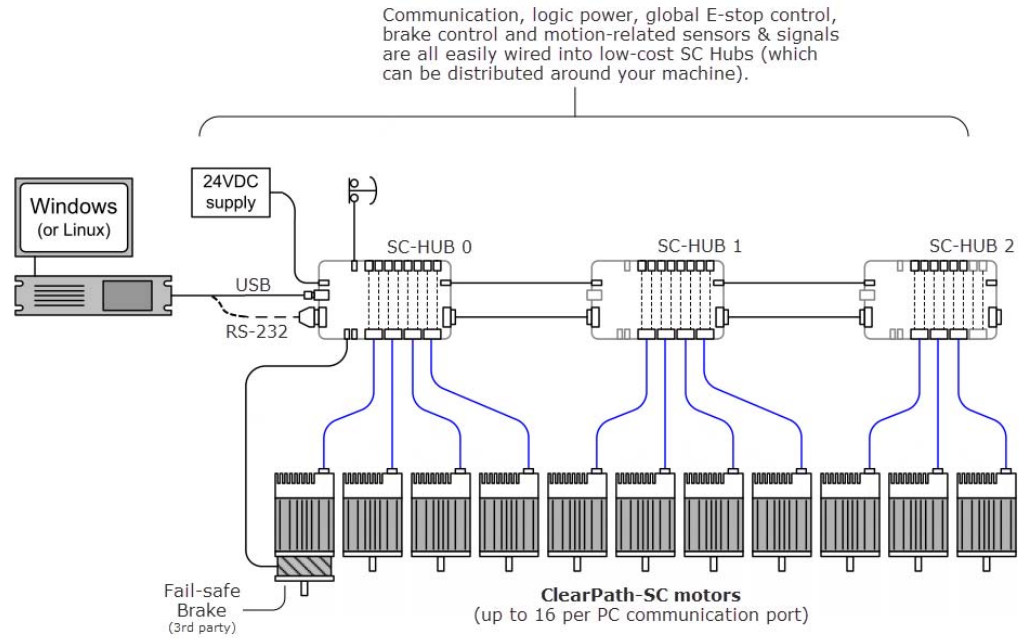 Communication, logic power, global E-stop control,
brake control and motion-related sensors & signals
are all easily wired into low-cost SC Hubs (which
can be distributed around your machine).
24VDC
supply
Windows
(or Linux)
SC-HUB 0
SC-HUB 1
SC-HUB 2
USB
RS-232
Fail-safe
Brake
(3rd party)
ClearPath-SC motors
(up to 16 per PC communication port)